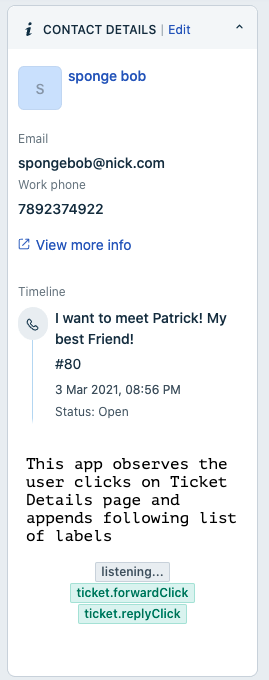 i CONTACT DETAILS | Edit
S
sponge bob
Email
spongebob@nick.com
Work phone
7892374922
View more info
Timeline
I want to meet Patrick! My
best Friend!
#80
3 Mar 2021, 08:56 PM
Status: Open
This app observes the
user clicks on Ticket
Details page and
appends following list
of labels
listening...
ticket.forwardClick
ticket.replyClick